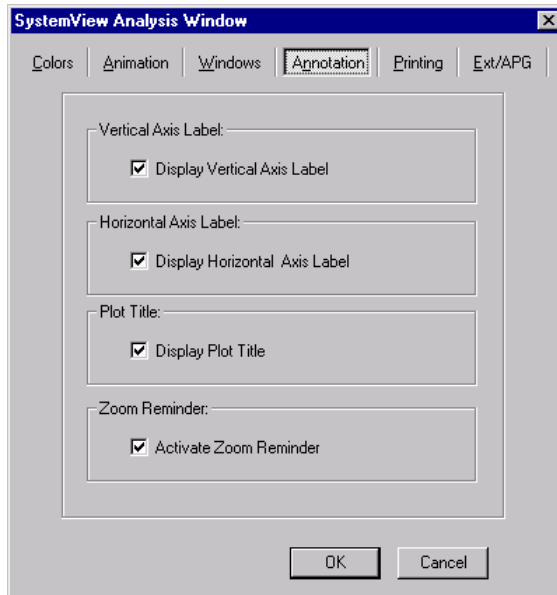 SystemView Analysis Window
Colors Animation Windows Annotation Printing Ext/APG
Vertical Axis Label:
Display Vertical Axis Label
Horizontal Axis Label:
Display Horizontal Axis Label
Plot Title:
Display Plot Title
Zoom Reminder:
Activate Zoom Reminder
OK Cancel